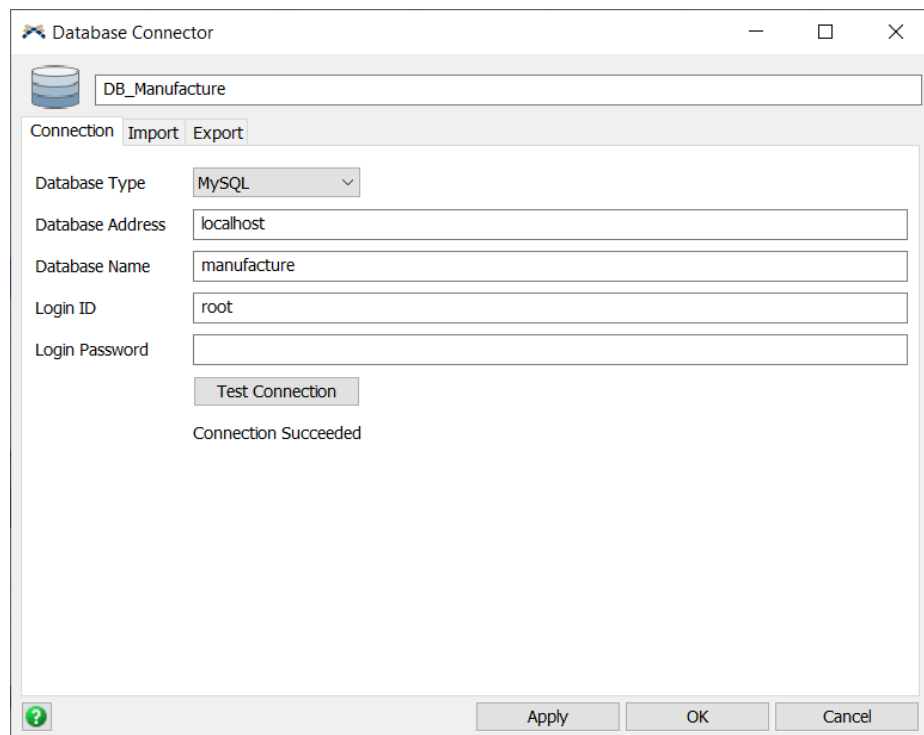 Database Connector
DB_Manufacture
Connection Import Export
Database Type MySQL
Database Address localhost
Database Name manufacture
Login ID root
Login Password
Test Connection
Connection Succeeded
? Apply OK Cancel